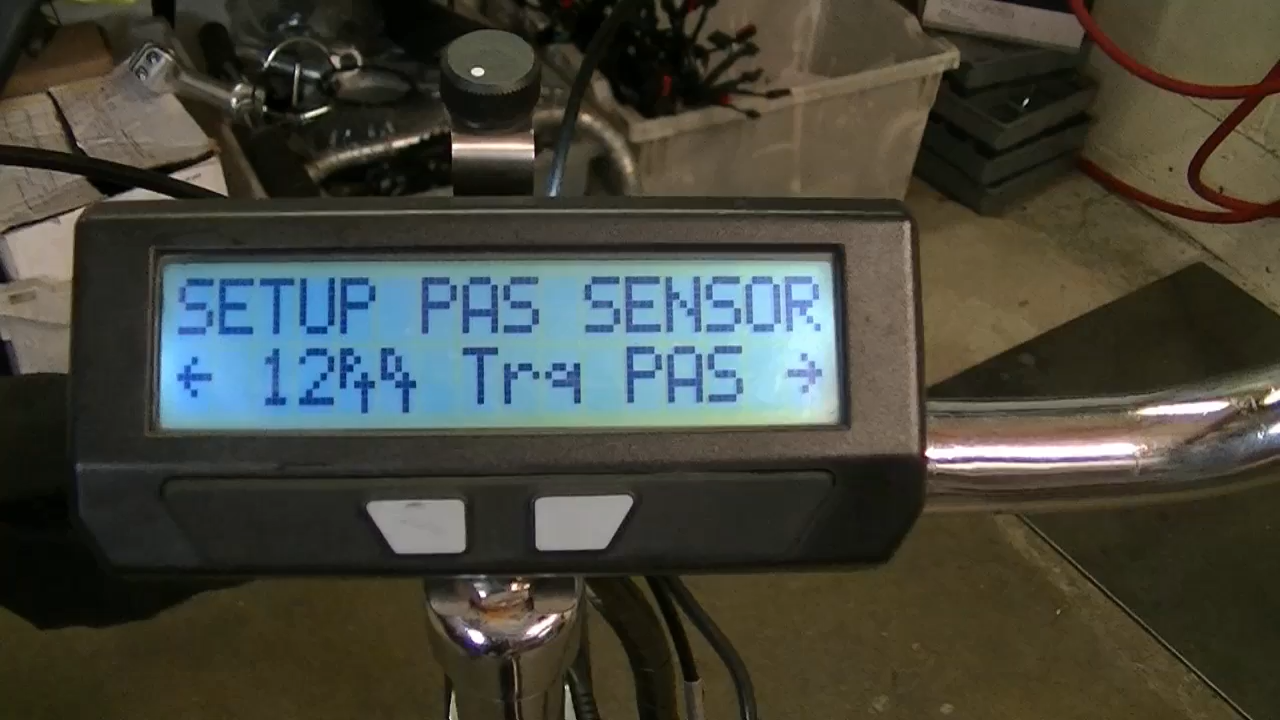 SETUP PAS SENSOR
← 12 Trq PAS →